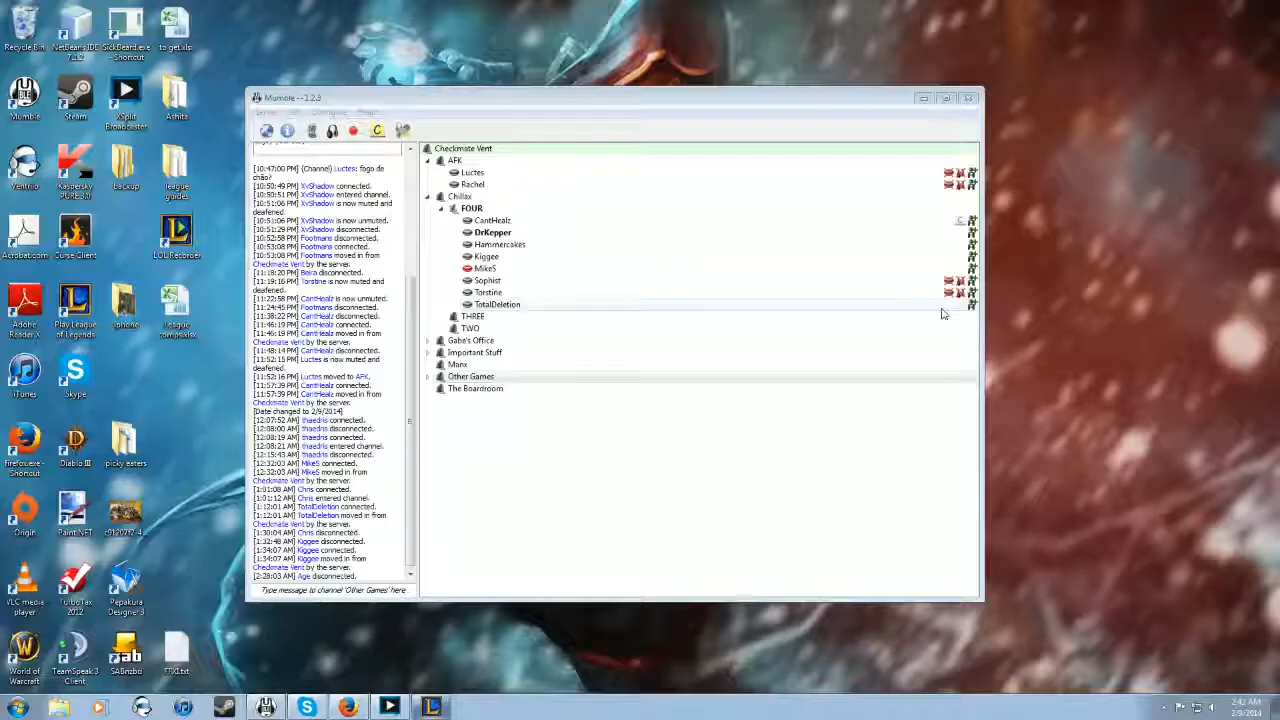 Recycle Bin
NetBeans IDE
7.1.2
SickBeard.exe
- Shortcut
to get.xlsx
Mumble
Steam
XSplit
Broadcaster
Ashita
Ventrilo
Kaspersky
PURE 3.0
backup
league
guides
Acrobat.com
Curse Client
LOL Recorder
Adobe
Reader X
Play League
of Legends
iphone
league
comps.xlsx
iTunes
Skype
firefox.exe -
Shortcut
Diablo III
picky eaters
Origin
Paint.NET
c91207f7-4...
VLC media
player
TurboTax
2012
Pepakura
Designer3
World of
Warcraft
TeamSpeak 3
Client
SABnzbd
FFXI.txt
Mumble -- 1.2.3
Server
Configure
[10:47:00 PM] (Channel) Luctes: fogo de
chão?
[10:50:49 PM] XvShadow connected.
[10:50:51 PM] XvShadow entered channel.
[10:51:06 PM] XvShadow is now muted and
deafened.
[10:51:06 PM] XvShadow is now unmuted.
[10:51:29 PM] XvShadow disconnected.
[10:52:58 PM] Footmans disconnected.
[10:53:08 PM] Footmans connected.
[10:53:08 PM] Footmans moved in from
Checkmate Vent by the server.
[11:18:20 PM] Beira disconnected.
[11:19:16 PM] Torstine is now muted and
deafened.
[11:22:58 PM] CantHealz is now unmuted.
[11:24:45 PM] Footmans disconnected.
[11:39:22 PM] CantHealz disconnected.
[11:46:19 PM] CantHealz connected.
[11:46:19 PM] CantHealz moved in from
Checkmate Vent by the server.
[11:48:14 PM] CantHealz disconnected.
[11:52:15 PM] Luctes is now muted and
deafened.
[11:52:16 PM] Luctes moved to AFK.
[11:57:39 PM] CantHealz connected.
[11:57:39 PM] CantHealz moved in from
Checkmate Vent by the server.
[Date changed to 2/9/2014]
[12:07:52 AM] thaedris connected.
[12:08:00 AM] thaedris disconnected.
[12:08:19 AM] thaedris connected.
[12:08:21 AM] thaedris entered channel.
[12:15:43 AM] thaedris disconnected.
[12:32:03 AM] MikeS connected.
[12:32:03 AM] MikeS moved in from
Checkmate Vent by the server.
[1:01:08 AM] Chris connected.
[1:01:12 AM] Chris entered channel.
[1:12:01 AM] TotalDeletion connected.
[1:12:01 AM] TotalDeletion moved in from
Checkmate Vent by the server.
[1:30:04 AM] Chris disconnected.
[1:32:48 AM] Kiggee disconnected.
[1:34:07 AM] Kiggee connected.
[1:34:07 AM] Kiggee moved in from
Checkmate Vent by the server.
[2:28:03 AM] Age disconnected.
Type message to channel 'Other Games' here
Checkmate Vent
AFK
Luctes
Rachel
Chillax
FOUR
CantHealz
DrKepper
Hammercakes
Kiggee
MikeS
Sophist
Torstine
TotalDeletion
THREE
TWO
Gabe's Office
Important Stuff
Manx
Other Games
The Boardroom
2:42 AM
2/9/2014